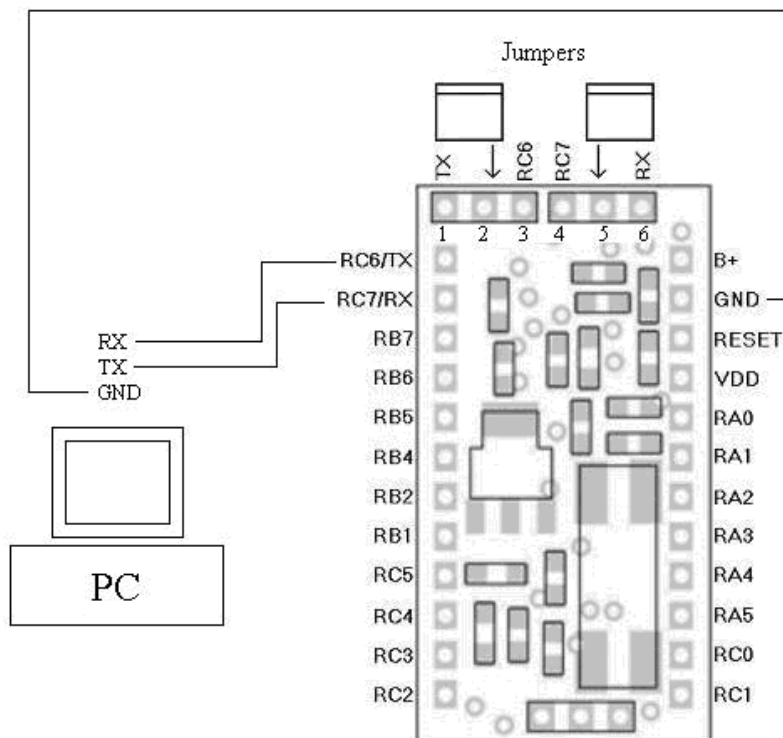 Jumpers
TX
RC6
RC7
RX
1 2 3 4 5 6
RC6/TX
B+
RC7/RX
GND
RX
RB7
RESET
TX
GND
RB6
VDD
RB5
RA0
RB4
RA1
RB2
RA2
RB1
RA3
PC
RC5
RA4
RC4
RA5
RC3
RC0
RC2
RC1